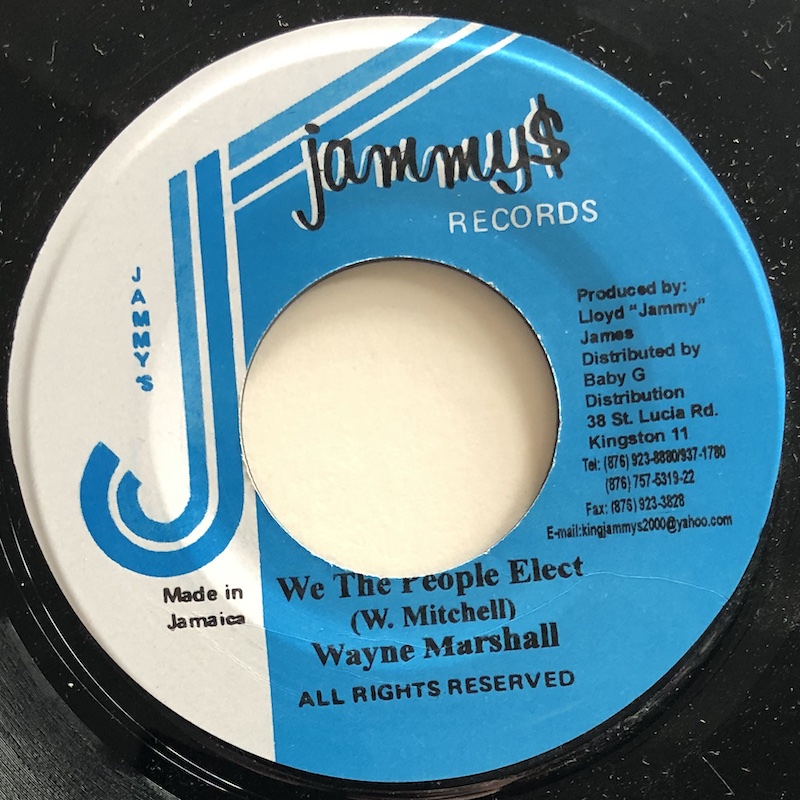 jammy$
RECORDS
JAMMYS
Produced by:
Lloyd "Jammy"
James
Distributed by
Baby G
Distribution
38 St. Lucia Rd.
Kingston 11
Tel: (876) 923-8880/937-1780
(876) 757-5319-22
Fax: (876) 923-3828
E-mail:kingjammys2000@yahoo.com
Made in
Jamaica
We The People Elect
(W. Mitchell)
Wayne Marshall
ALL RIGHTS RESERVED